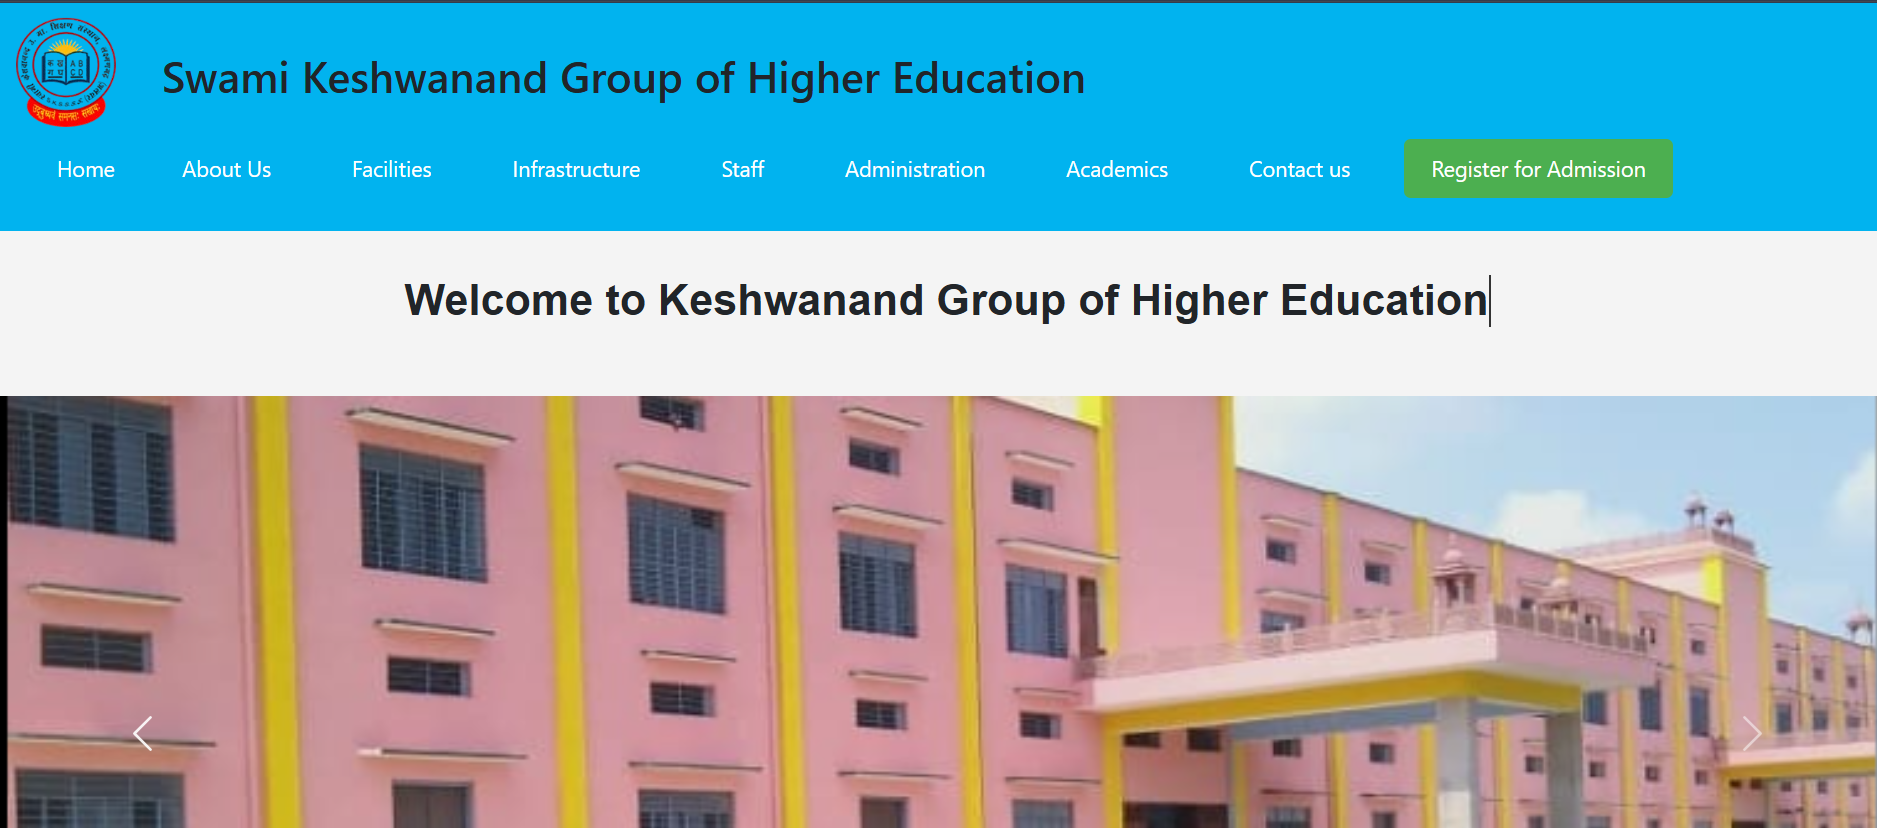 क ख A B
ग घ C D
Swami Keshwanand Group of Higher Education
Home About Us Facilities Infrastructure Staff Administration Academics Contact us Register for Admission
Welcome to Keshwanand Group of Higher Education